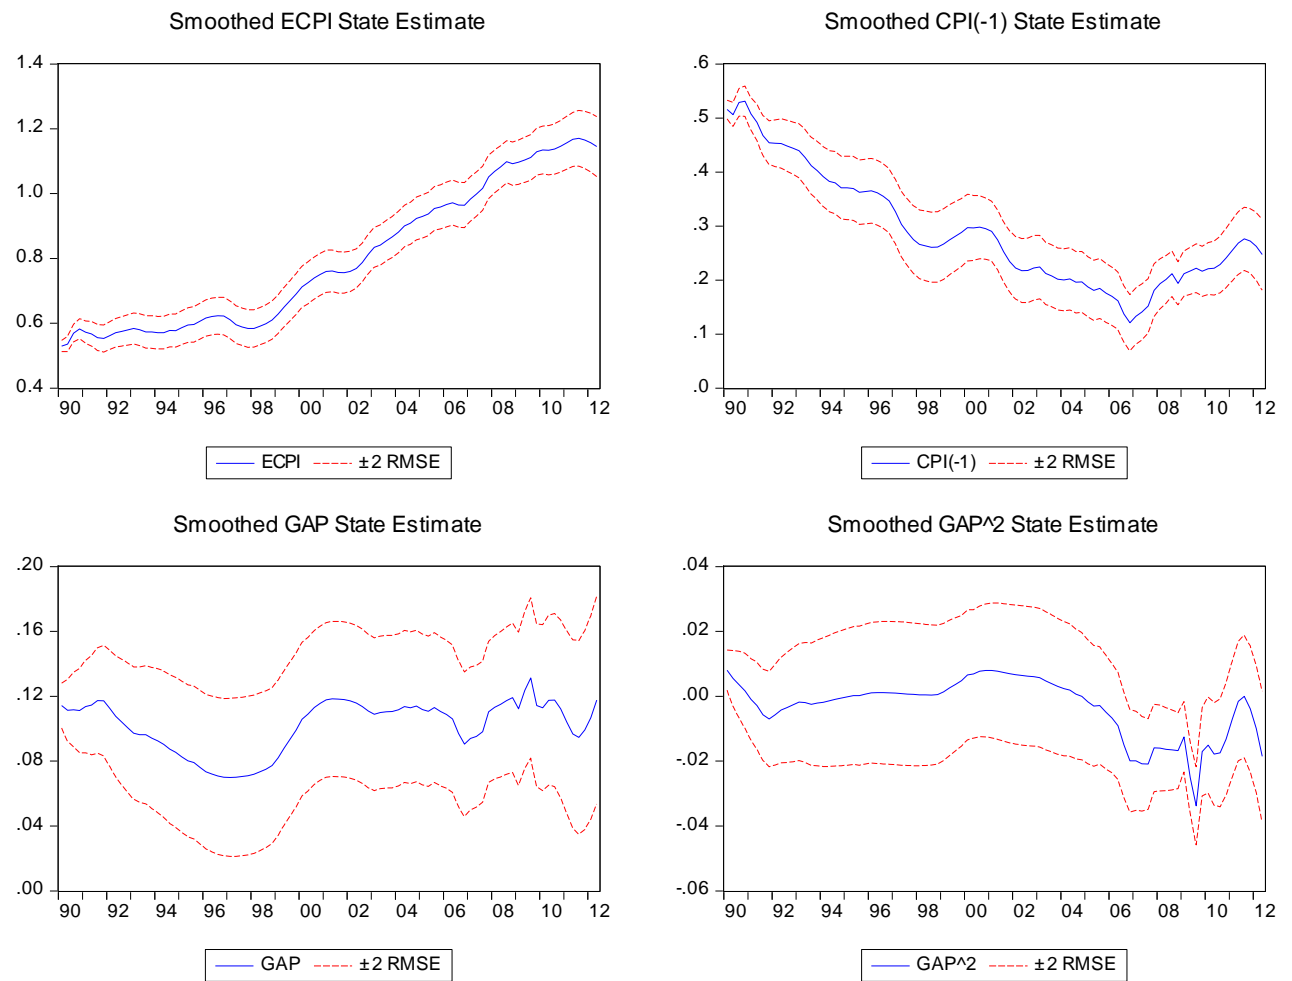 Smoothed ECPI State Estimate
1.4
1.2
1.0
0.8
0.6
0.4
90 92 94 96 98 00 02 04 06 08 10 12
ECPI ±2 RMSE
Smoothed CPI(-1) State Estimate
.6
.5
.4
.3
.2
.1
.0
90 92 94 96 98 00 02 04 06 08 10 12
CPI(-1) ±2 RMSE
Smoothed GAP State Estimate
.20
.16
.12
.08
.04
.00
90 92 94 96 98 00 02 04 06 08 10 12
GAP ±2 RMSE
Smoothed GAP^2 State Estimate
.04
.02
.00
-.02
-.04
-.06
90 92 94 96 98 00 02 04 06 08 10 12
GAP^2 ±2 RMSE